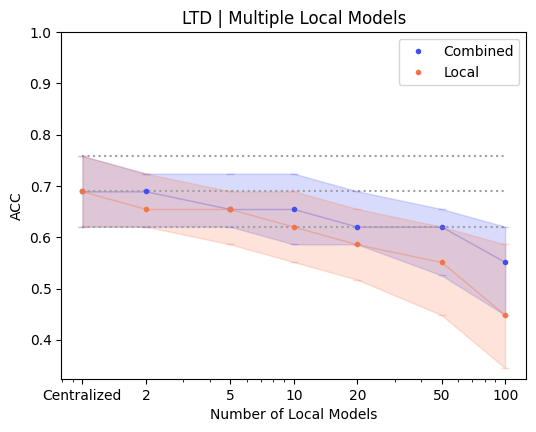 LTD | Multiple Local Models
1.0
0.9
0.8
0.7
0.6
0.5
0.4
ACC
Combined
Local
Centralized 2 5 10 20 50 100
Number of Local Models